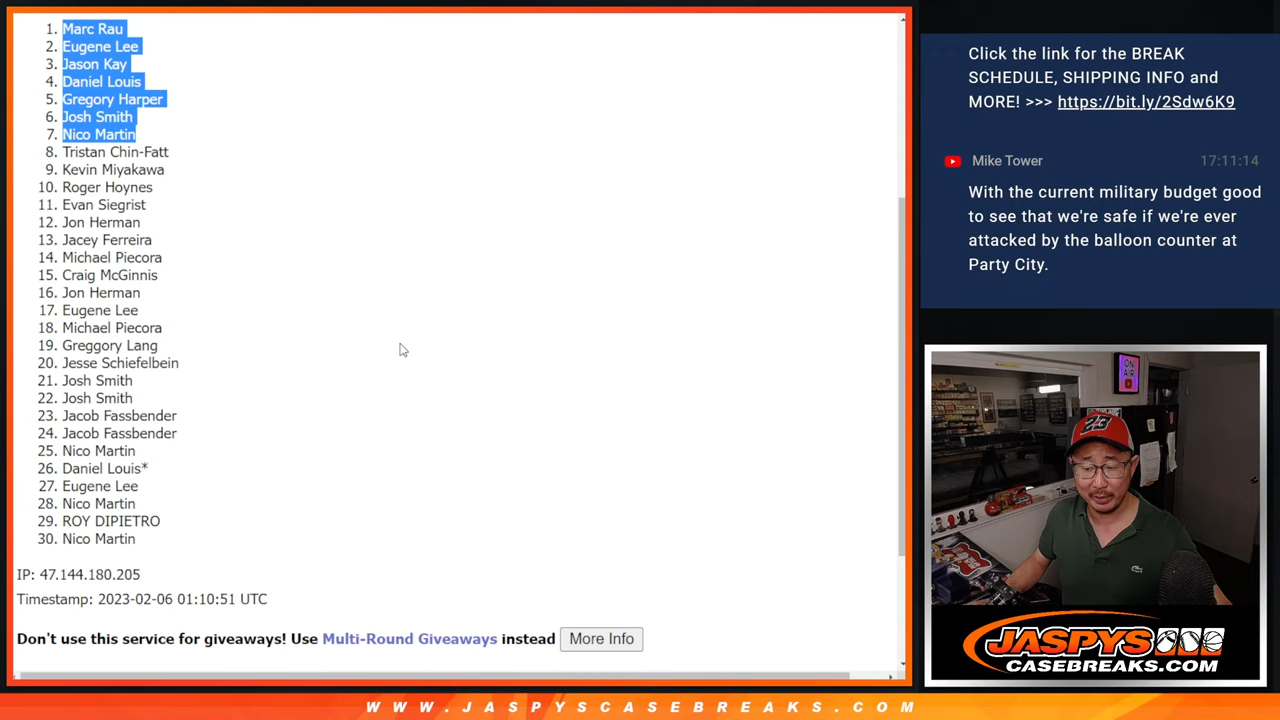 1. Marc Rau
2. Eugene Lee
3. Jason Kay
4. Daniel Louis
5. Gregory Harper
6. Josh Smith
7. Nico Martin
8. Tristan Chin-Fatt
9. Kevin Miyakawa
10. Roger Hoynes
11. Evan Siegrist
12. Jon Herman
13. Jacey Ferreira
14. Michael Piecora
15. Craig McGinnis
16. Jon Herman
17. Eugene Lee
18. Michael Piecora
19. Greggory Lang
20. Jesse Schiefelbein
21. Josh Smith
22. Josh Smith
23. Jacob Fassbender
24. Jacob Fassbender
25. Nico Martin
26. Daniel Louis*
27. Eugene Lee
28. Nico Martin
29. ROY DIPIETRO
30. Nico Martin
IP: 47.144.180.205
Timestamp: 2023-02-06 01:10:51 UTC
Don't use this service for giveaways! Use Multi-Round Giveaways instead More Info
Click the link for the BREAK
SCHEDULE, SHIPPING INFO and
MORE! >>> https://bit.ly/2Sdw6K9
Mike Tower 17:11:14
With the current military budget good
to see that we're safe if we're ever
attacked by the balloon counter at
Party City.
ON
AIR
23
JASPYS
CASEBREAKS.COM
WWW.JASPYSCASEBREAKS.COM